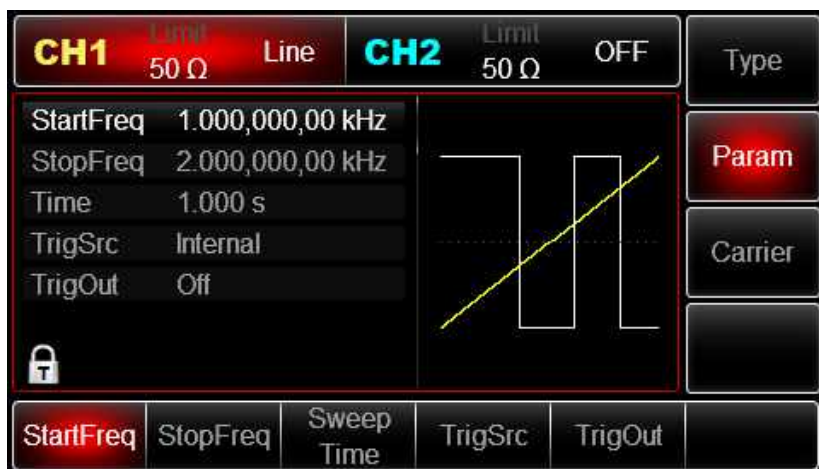 CH1 Limit 50 Ω Line CH2 Limit 50 Ω OFF
Type
StartFreq 1.000,000,00 kHz
StopFreq 2.000,000,00 kHz
Time 1.000 s
TrigSrc Internal
TrigOut Off
T
Param
Carrier
StartFreq StopFreq Sweep Time TrigSrc TrigOut